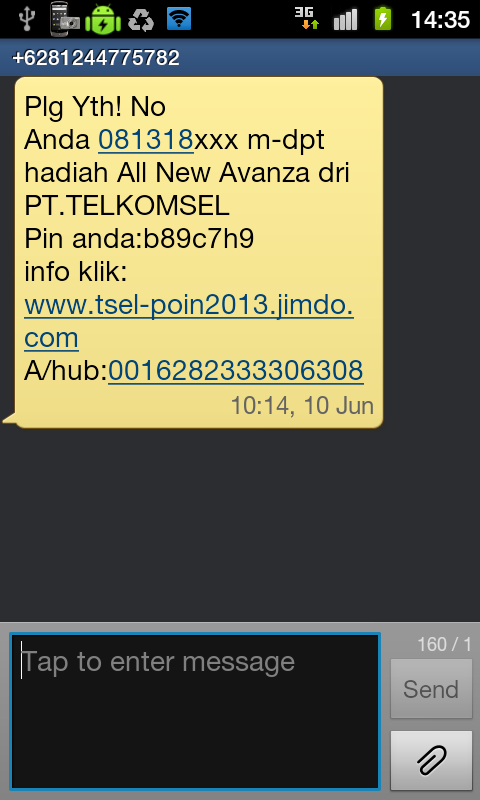 3G
14:35
+6281244775782
Plg Yth! No
Anda 081318xxx m-dpt
hadiah All New Avanza dri
PT.TELKOMSEL
Pin anda:b89c7h9
info klik:
www.tsel-poin2013.jimdo.
com
A/hub:0016282333306308
10:14, 10 Jun
Tap to enter message
160 / 1
Send